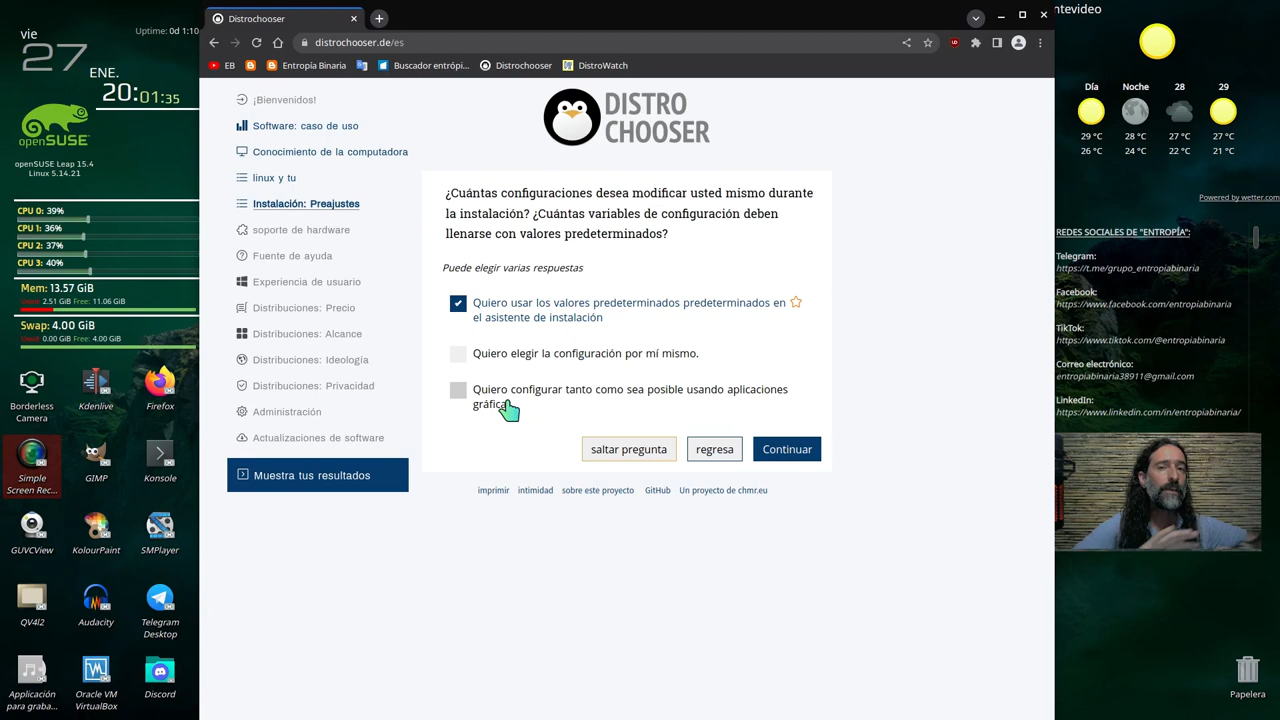 vie
27
ENE.
20:01:35
Uptime: 0d 1:10
openSUSE
openSUSE Leap 15.4
Linux 5.14.21
CPU 0: 39%
CPU 1: 36%
CPU 2: 37%
CPU 3: 40%
Mem: 13.57 GiB
Used: 2.51 GiB Free: 11.06 GiB
Swap: 4.00 GiB
Used: 0.00 GiB Free: 4.00 GiB
Borderless
Camera
Kdenlive
Firefox
Simple
Screen Rec...
GIMP
Konsole
GUVCView
KolourPaint
SMPlayer
QV4l2
Audacity
Telegram
Desktop
Aplicación
para graba...
Oracle VM
VirtualBox
Discord
Distrochooser
distrochooser.de/es
EB
Entropía Binaria
Buscador entrópi...
Distrochooser
DistroWatch
¡Bienvenidos!
Software: caso de uso
Conocimiento de la computadora
linux y tu
Instalación: Preajustes
soporte de hardware
Fuente de ayuda
Experiencia de usuario
Distribuciones: Precio
Distribuciones: Alcance
Distribuciones: Ideología
Distribuciones: Privacidad
Administración
Actualizaciones de software
Muestra tus resultados
DISTRO
CHOOSER
¿Cuántas configuraciones desea modificar usted mismo durante
la instalación? ¿Cuántas variables de configuración deben
llenarse con valores predeterminados?
Puede elegir varias respuestas
Quiero usar los valores predeterminados predeterminados en
el asistente de instalación
Quiero elegir la configuración por mí mismo.
Quiero configurar tanto como sea posible usando aplicaciones
saltar pregunta
regresa
Continuar
imprimir intimidad sobre este proyecto GitHub Un proyecto de chmr.eu
ntevideo
Día Noche 28 29
29 °C 28 °C 27 °C 27 °C
26 °C 24 °C 22 °C 21 °C
Powered by wetter.com
REDES SOCIALES DE "ENTROPÍA":
Telegram:
https://t.me/grupo_entropiabinaria
Facebook:
https://www.facebook.com/entropiabinaria
TikTok:
https://www.tiktok.com/@entropiabinaria
Correo electrónico:
entropiabinaria38911@gmail.com
LinkedIn:
https://www.linkedin.com/in/entropiabinaria/
Papelera